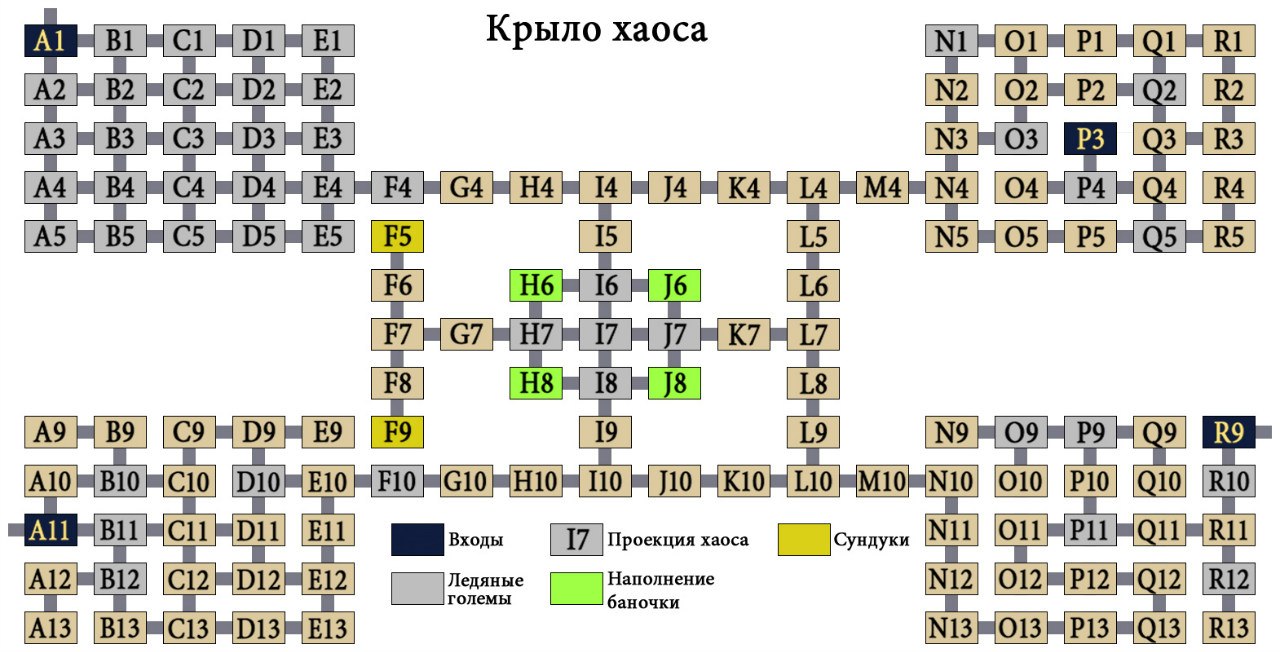 Крыло хаоса
A1 B1 C1 D1 E1 N1 O1 P1 Q1 R1
A2 B2 C2 D2 E2 N2 O2 P2 Q2 R2
A3 B3 C3 D3 E3 N3 O3 P3 Q3 R3
A4 B4 C4 D4 E4 F4 G4 H4 I4 J4 K4 L4 M4 N4 O4 P4 Q4 R4
A5 B5 C5 D5 E5 F5 I5 L5 N5 O5 P5 Q5 R5
F6 H6 I6 J6 L6
F7 G7 H7 I7 J7 K7 L7
F8 H8 I8 J8 L8
A9 B9 C9 D9 E9 F9 I9 L9 N9 O9 P9 Q9 R9
A10 B10 C10 D10 E10 F10 G10 H10 I10 J10 K10 L10 M10 N10 O10 P10 Q10 R10
A11 B11 C11 D11 E11 N11 O11 P11 Q11 R11
A12 B12 C12 D12 E12 N12 O12 P12 Q12 R12
A13 B13 C13 D13 E13 N13 O13 P13 Q13 R13
Входы
I7 Проекция хаоса
Сундуки
Ледяные
големы
Наполнение
баночки